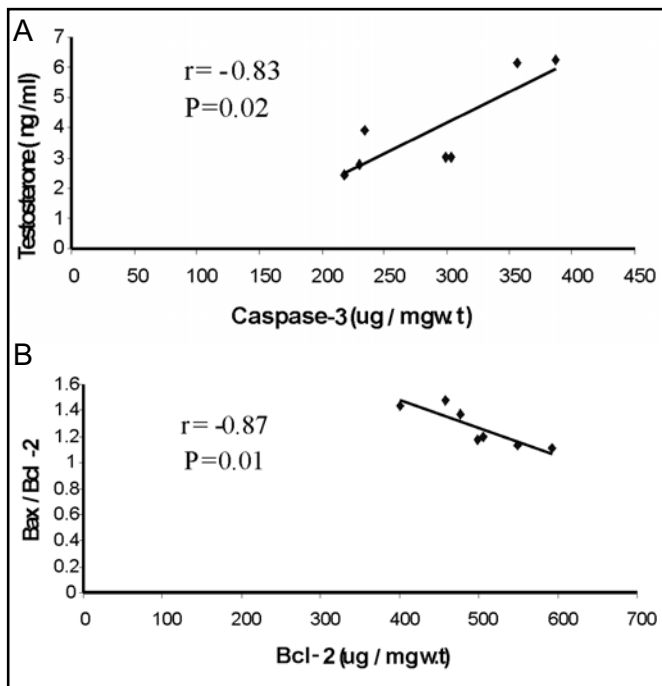 A
Testosterone (ng/ml)
7
6
5
4
3
2
1
0
r= -0.83
P=0.02
0 50 100 150 200 250 300 350 400 450
Caspase-3 (ug / mgw.t)
B
Bax / Bcl -2
1.6
1.4
1.2
1
0.8
0.6
0.4
0.2
0
r= -0.87
P=0.01
0 100 200 300 400 500 600 700
Bcl- 2 (ug / mgw.t)